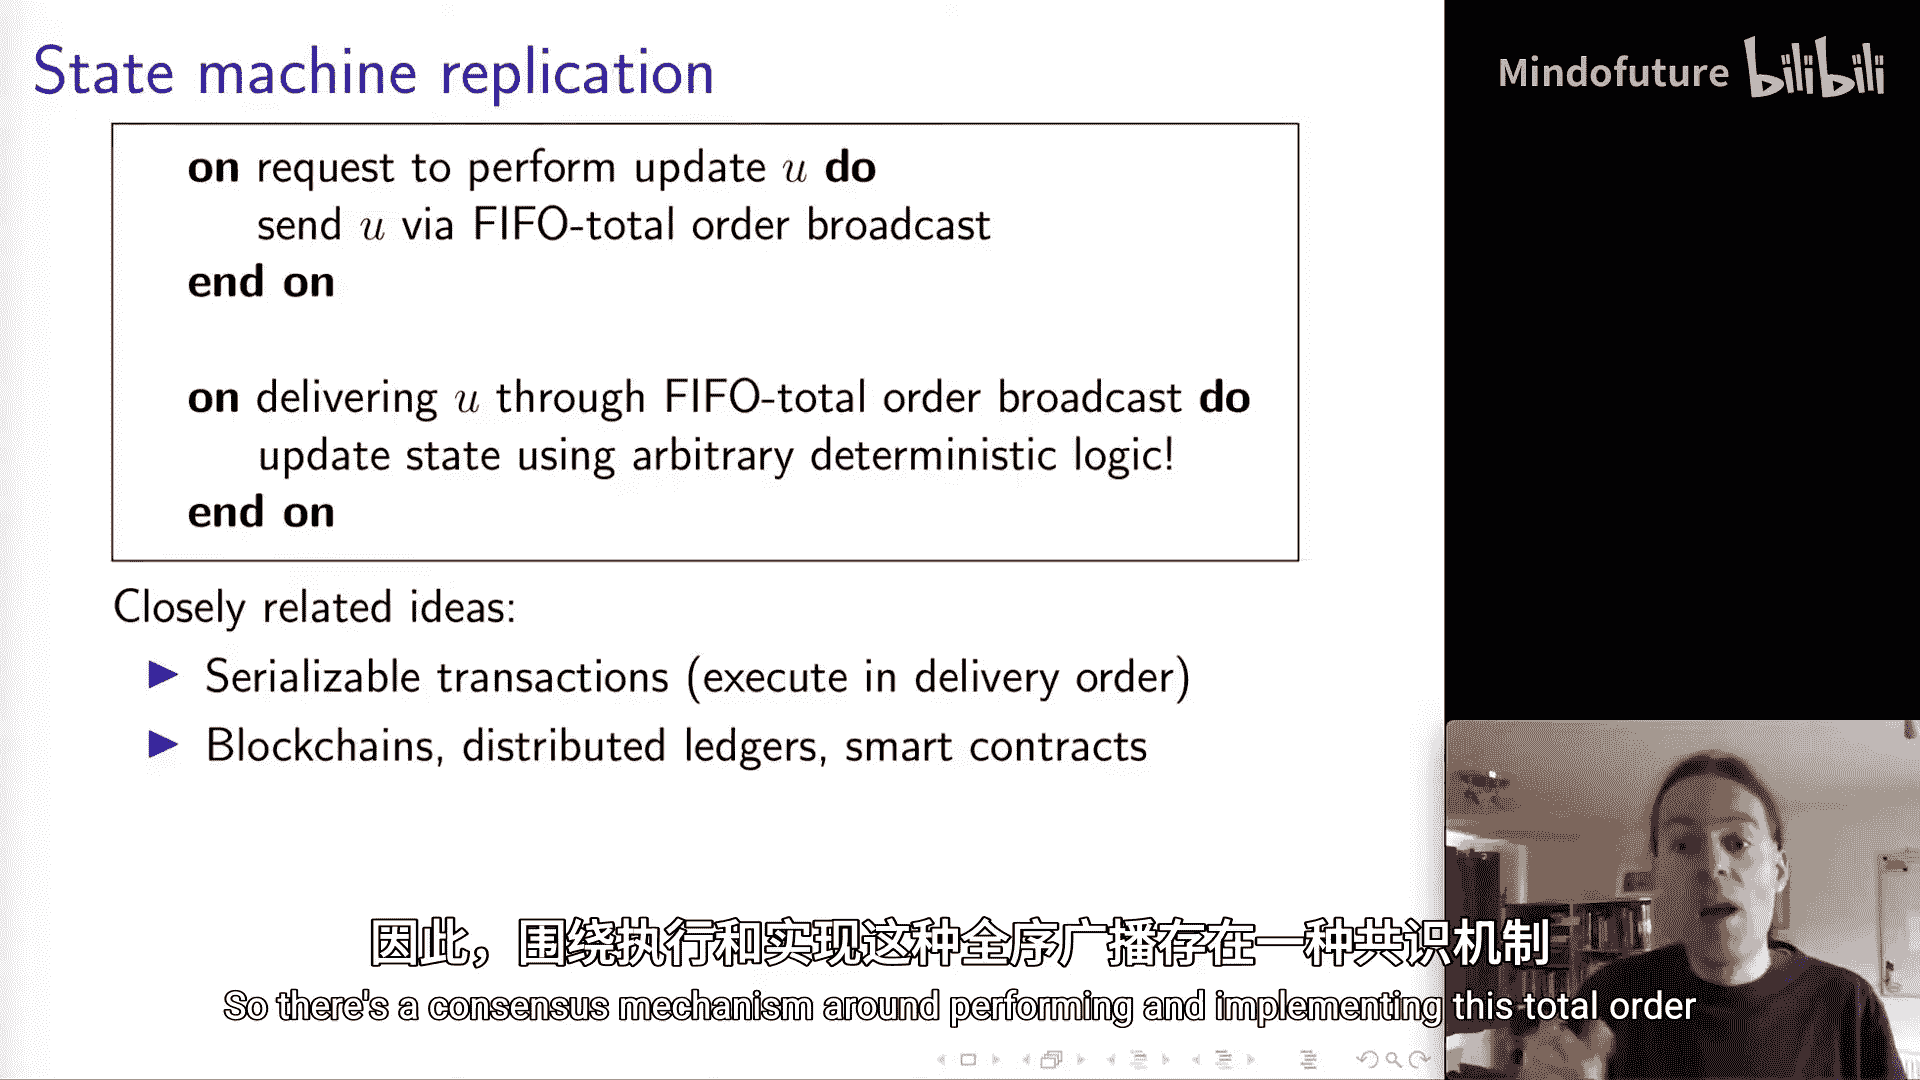 State machine replication
Mindofuture bilibili
on request to perform update u do
send u via FIFO-total order broadcast
end on
on delivering u through FIFO-total order broadcast do
update state using arbitrary deterministic logic!
end on
Closely related ideas:
Serializable transactions (execute in delivery order)
Blockchains, distributed ledgers, smart contracts
因此，围绕执行和实现这种全序广播存在一种共识机制
So there's a consensus mechanism around performing and implementing this total order